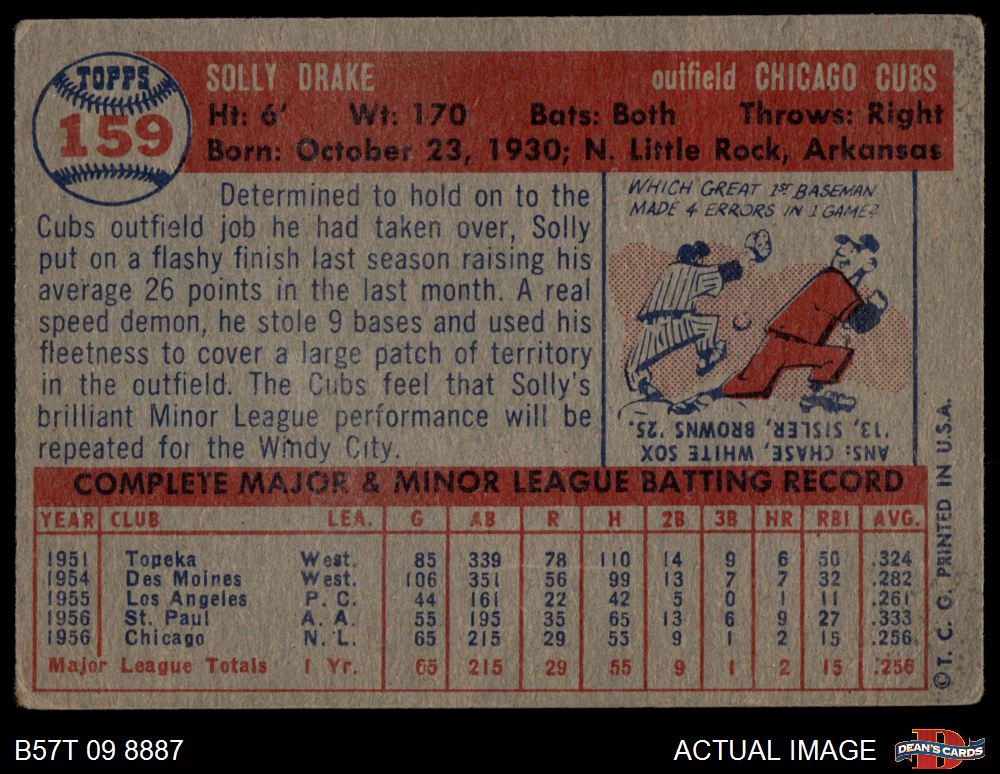 TOPPS
159
SOLLY DRAKE outfield CHICAGO CUBS
Ht: 6' Wt: 170 Bats: Both Throws: Right
Born: October 23, 1930; N. Little Rock, Arkansas
Determined to hold on to the
Cubs outfield job he had taken over, Solly
put on a flashy finish last season raising his
average 26 points in the last month. A real
speed demon, he stole 9 bases and used his
fleetness to cover a large patch of territory
in the outfield. The Cubs feel that Solly's
brilliant Minor League performance will be
repeated for the Windy City.
WHICH GREAT 1ST BASEMAN
MADE 4 ERRORS IN 1 GAME?
ANS: CHASE, WHITE SOX
'13, SISLER, BROWNS '25.
COMPLETE MAJOR & MINOR LEAGUE BATTING RECORD
YEAR CLUB LEA. G AB R H 2B 3B HR RBI AVG.
1951 Topeka West. 85 339 78 110 14 9 6 50 .324
1954 Des Moines West. 106 351 56 99 13 7 7 32 .282
1955 Los Angeles P. C. 44 161 22 42 5 0 1 11 .261
1956 St. Paul A. A. 55 195 35 65 13 6 9 27 .333
1956 Chicago N. L. 65 215 29 55 9 1 2 15 .256
Major League Totals 1 Yr. 65 215 29 55 9 1 2 15 .256
©T. C. G. PRINTED IN U.S.A.
B57T 09 8887 ACTUAL IMAGE
D
DEAN'S CARDS